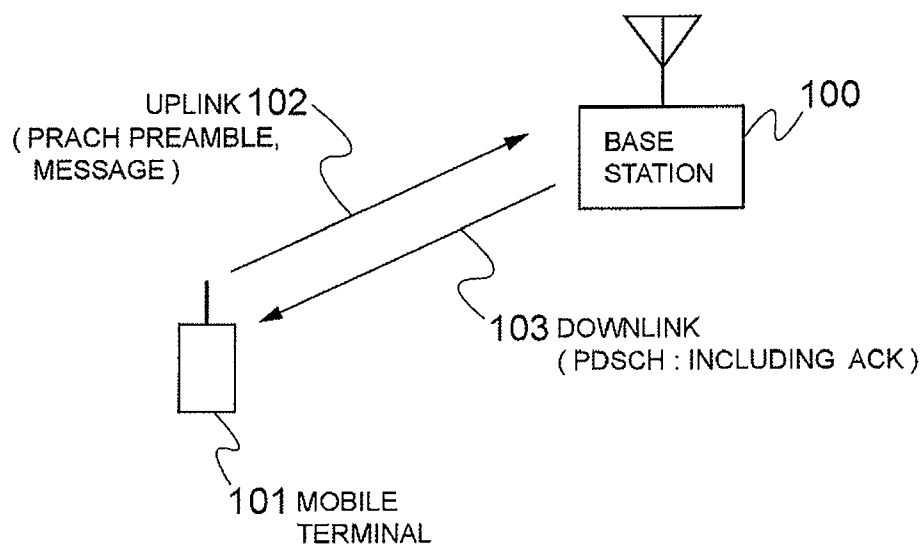 UPLINK 102
( PRACH PREAMBLE,
MESSAGE )
100
BASE
STATION
103 DOWNLINK
( PDSCH : INCLUDING ACK )
101 MOBILE
TERMINAL